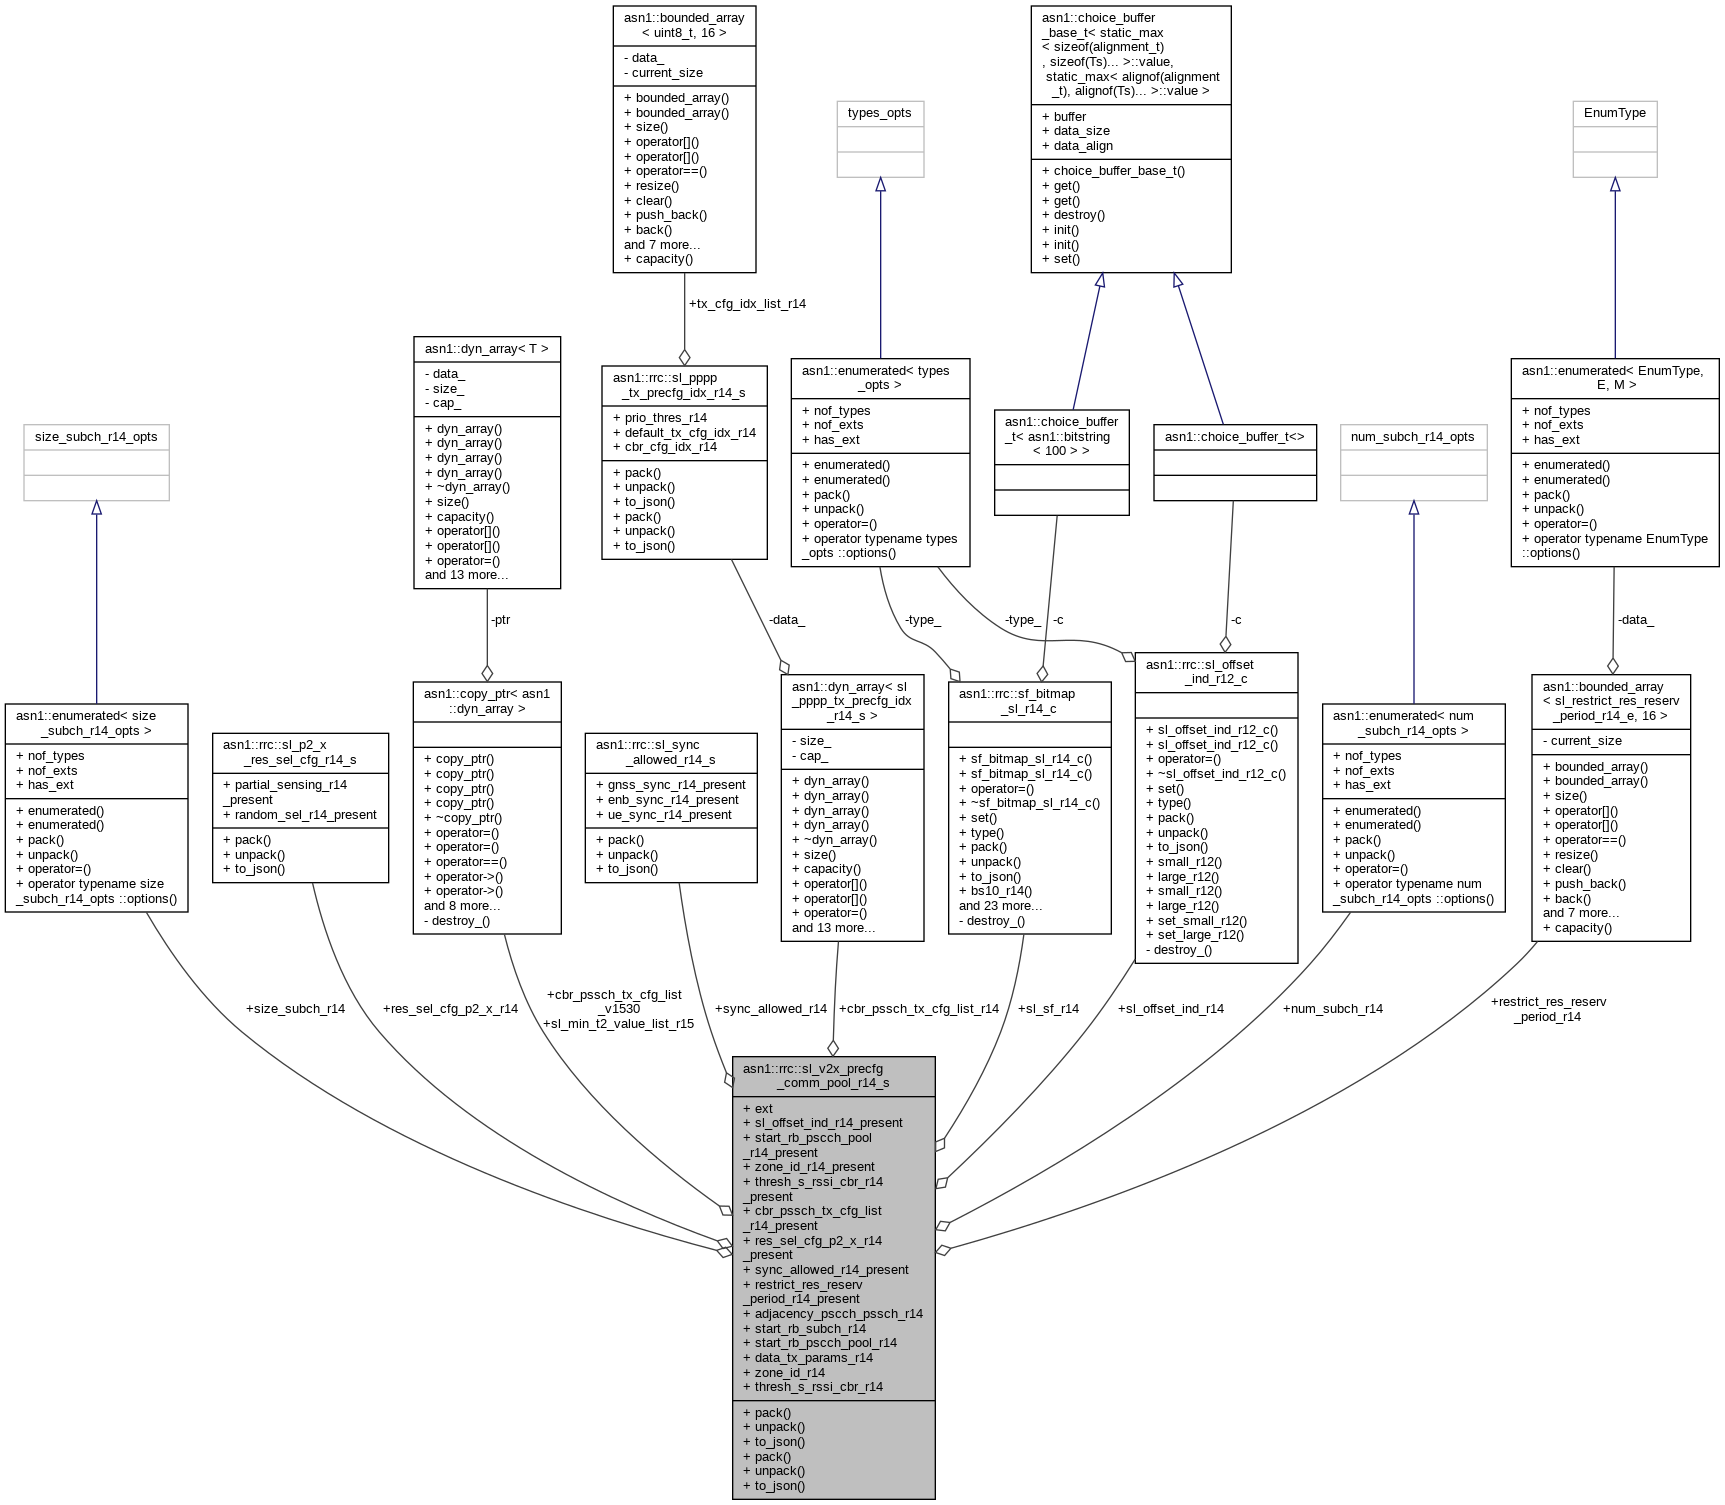 asn1::bounded_array
< uint8_t, 16 >
- data_
- current_size
+ bounded_array()
+ bounded_array()
+ size()
+ operator[]()
+ operator[]()
+ operator==()
+ resize()
+ clear()
+ push_back()
+ back()
and 7 more...
+ capacity()
asn1::choice_buffer
_base_t< static_max
< sizeof(alignment_t)
, sizeof(Ts)... >::value,
static_max< alignof(alignment
_t), alignof(Ts)... >::value >
+ buffer
+ data_size
+ data_align
+ choice_buffer_base_t()
+ get()
+ get()
+ destroy()
+ init()
+ init()
+ set()
types_opts
EnumType
+tx_cfg_idx_list_r14
asn1::dyn_array< T >
- data_
- size_
- cap_
+ dyn_array()
+ dyn_array()
+ dyn_array()
+ dyn_array()
+ ~dyn_array()
+ size()
+ capacity()
+ operator[]()
+ operator[]()
+ operator=()
and 13 more...
asn1::rrc::sl_pppp
_tx_precfg_idx_r14_s
+ prio_thres_r14
+ default_tx_cfg_idx_r14
+ cbr_cfg_idx_r14
+ pack()
+ unpack()
+ to_json()
+ pack()
+ unpack()
+ to_json()
asn1::enumerated< types
_opts >
+ nof_types
+ nof_exts
+ has_ext
+ enumerated()
+ enumerated()
+ pack()
+ unpack()
+ operator=()
+ operator typename types
_opts ::options()
asn1::choice_buffer
_t< asn1::bitstring
< 100 > >
asn1::choice_buffer_t<>
num_subch_r14_opts
asn1::enumerated< EnumType,
E, M >
+ nof_types
+ nof_exts
+ has_ext
+ enumerated()
+ enumerated()
+ pack()
+ unpack()
+ operator=()
+ operator typename EnumType
::options()
size_subch_r14_opts
-ptr
-data_
-type_
-type_
-c
-c
-data_
asn1::enumerated< size
_subch_r14_opts >
+ nof_types
+ nof_exts
+ has_ext
+ enumerated()
+ enumerated()
+ pack()
+ unpack()
+ operator=()
+ operator typename size
_subch_r14_opts ::options()
asn1::rrc::sl_p2_x
_res_sel_cfg_r14_s
+ partial_sensing_r14
_present
+ random_sel_r14_present
+ pack()
+ unpack()
+ to_json()
asn1::copy_ptr< asn1
::dyn_array >
+ copy_ptr()
+ copy_ptr()
+ copy_ptr()
+ copy_ptr()
+ ~copy_ptr()
+ operator=()
+ operator=()
+ operator==()
+ operator->()
+ operator->()
and 8 more...
- destroy_()
asn1::rrc::sl_sync
_allowed_r14_s
+ gnss_sync_r14_present
+ enb_sync_r14_present
+ ue_sync_r14_present
+ pack()
+ unpack()
+ to_json()
asn1::dyn_array< sl
_pppp_tx_precfg_idx
_r14_s >
- size_
- cap_
+ dyn_array()
+ dyn_array()
+ dyn_array()
+ dyn_array()
+ ~dyn_array()
+ size()
+ capacity()
+ operator[]()
+ operator[]()
+ operator=()
and 13 more...
asn1::rrc::sf_bitmap
_sl_r14_c
+ sf_bitmap_sl_r14_c()
+ sf_bitmap_sl_r14_c()
+ operator=()
+ ~sf_bitmap_sl_r14_c()
+ set()
+ type()
+ pack()
+ unpack()
+ to_json()
+ bs10_r14()
and 23 more...
- destroy_()
asn1::rrc::sl_offset
_ind_r12_c
+ sl_offset_ind_r12_c()
+ sl_offset_ind_r12_c()
+ operator=()
+ ~sl_offset_ind_r12_c()
+ set()
+ type()
+ pack()
+ unpack()
+ to_json()
+ small_r12()
+ large_r12()
+ small_r12()
+ large_r12()
+ set_small_r12()
+ set_large_r12()
- destroy_()
asn1::enumerated< num
_subch_r14_opts >
+ nof_types
+ nof_exts
+ has_ext
+ enumerated()
+ enumerated()
+ pack()
+ unpack()
+ operator=()
+ operator typename num
_subch_r14_opts ::options()
asn1::bounded_array
< sl_restrict_res_reserv
_period_r14_e, 16 >
- current_size
+ bounded_array()
+ bounded_array()
+ size()
+ operator[]()
+ operator[]()
+ operator==()
+ resize()
+ clear()
+ push_back()
+ back()
and 7 more...
+ capacity()
+size_subch_r14
+res_sel_cfg_p2_x_r14
+cbr_pssch_tx_cfg_list
_v1530
+sl_min_t2_value_list_r15
+sync_allowed_r14
+cbr_pssch_tx_cfg_list_r14
+sl_sf_r14
+sl_offset_ind_r14
+num_subch_r14
+restrict_res_reserv
_period_r14
asn1::rrc::sl_v2x_precfg
_comm_pool_r14_s
+ ext
+ sl_offset_ind_r14_present
+ start_rb_pscch_pool
_r14_present
+ zone_id_r14_present
+ thresh_s_rssi_cbr_r14
_present
+ cbr_pssch_tx_cfg_list
_r14_present
+ res_sel_cfg_p2_x_r14
_present
+ sync_allowed_r14_present
+ restrict_res_reserv
_period_r14_present
+ adjacency_pscch_pssch_r14
+ start_rb_subch_r14
+ start_rb_pscch_pool_r14
+ data_tx_params_r14
+ zone_id_r14
+ thresh_s_rssi_cbr_r14
+ pack()
+ unpack()
+ to_json()
+ pack()
+ unpack()
+ to_json()